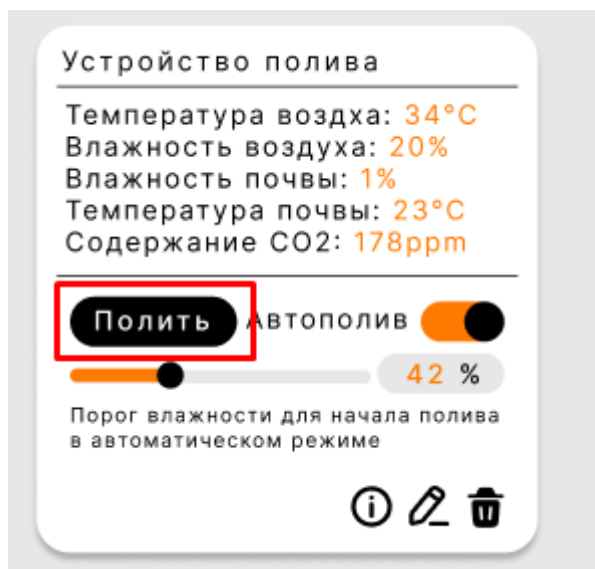 Устройство полива
Температура воздха: 34°C
Влажность воздуха: 20%
Влажность почвы: 1%
Температура почвы: 23°C
Содержание CO2: 178ppm
Полить Автополив
42 %
Порог влажности для начала полива
в автоматическом режиме